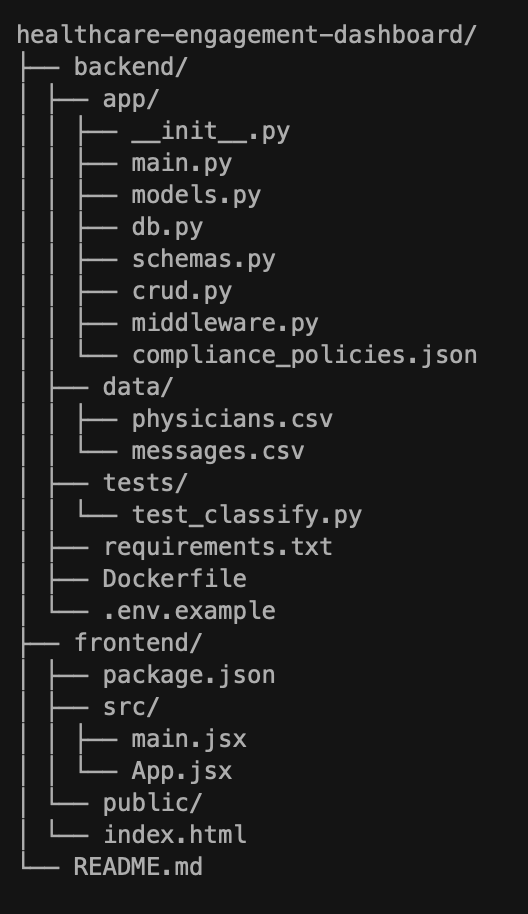 healthcare-engagement-dashboard/
├── backend/
│ ├── app/
│ │ ├── __init__.py
│ │ ├── main.py
│ │ ├── models.py
│ │ ├── db.py
│ │ ├── schemas.py
│ │ ├── crud.py
│ │ ├── middleware.py
│ │ └── compliance_policies.json
│ ├── data/
│ │ ├── physicians.csv
│ │ └── messages.csv
│ ├── tests/
│ │ └── test_classify.py
│ ├── requirements.txt
│ ├── Dockerfile
│ └── .env.example
├── frontend/
│ ├── package.json
│ ├── src/
│ │ ├── main.jsx
│ │ └── App.jsx
│ └── public/
│ └── index.html
└── README.md